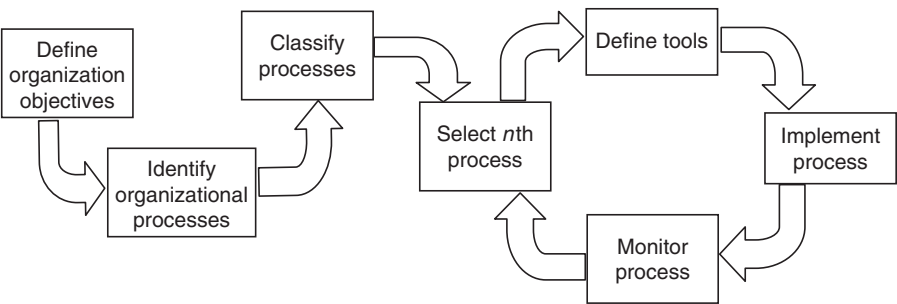 Define
organization
objectives
Identify
organizational
processes
Classify
processes
Select nth
process
Define tools
Implement
process
Monitor
process